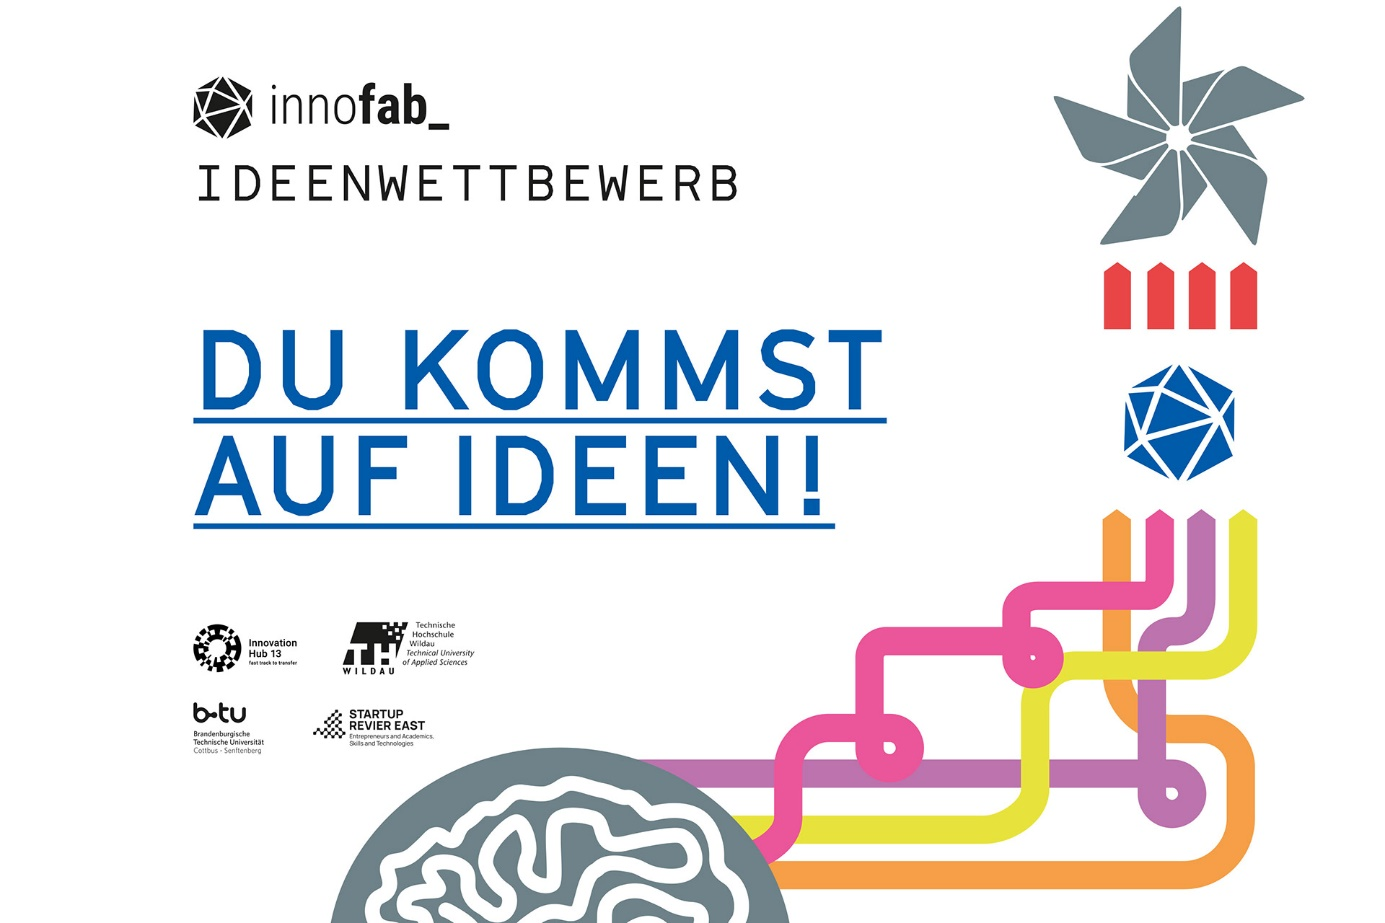 innofab_
IDEENWETTBEWERB
DU KOMMST
AUF IDEEN!
Innovation
Hub 13
fast track to transfer
TH
WILDAU
Technische
Hochschule
Wildau
Technical University
of Applied Sciences
b-tu
Brandenburgische
Technische Universität
Cottbus - Senftenberg
STARTUP
REVIER EAST
Entrepreneurs and Academics,
Skills and Technologies